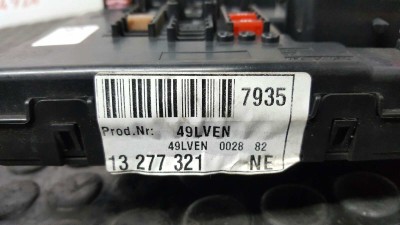 7935
Prod.Nr: 49LVEN
49LVEN 0028 82
13 277 321 NE